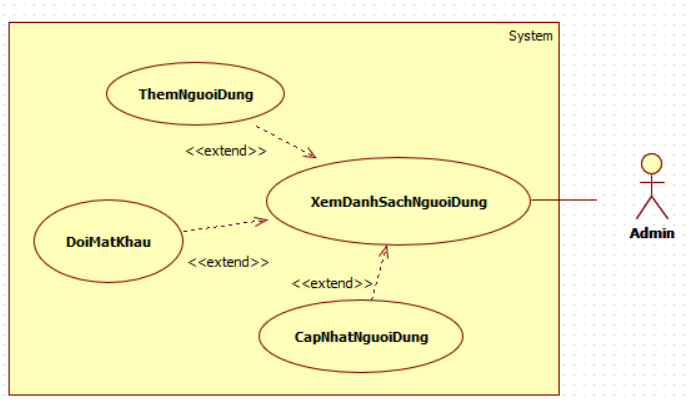 System
ThemNguoiDung
<<extend>>
XemDanhSachNguoiDung
Admin
DoiMatKhau
<<extend>>
<<extend>>
CapNhatNguoiDung